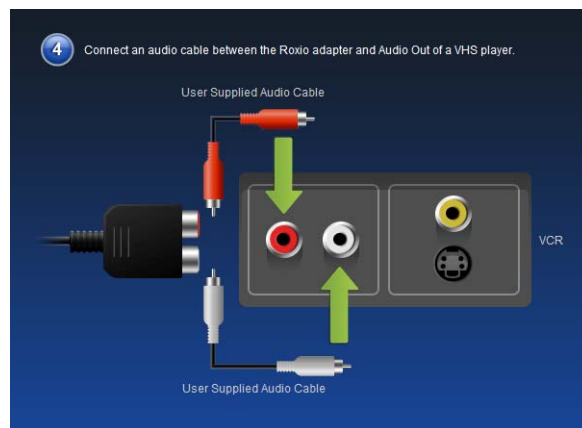 4
Connect an audio cable between the Roxio adapter and Audio Out of a VHS player.
User Supplied Audio Cable
VCR
User Supplied Audio Cable